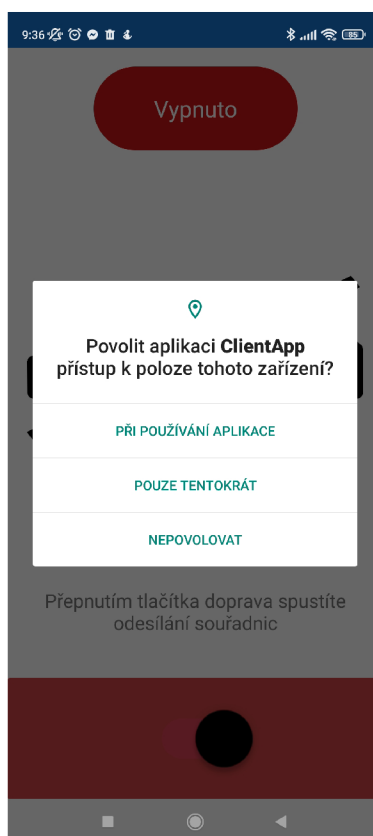 9:36
85
Vypnuto
Povolit aplikaci ClientApp
přístup k poloze tohoto zařízení?
PŘI POUŽÍVÁNÍ APLIKACE
POUZE TENTOKRÁT
NEPOVOLOVAT
Přepnutím tlačítka doprava spustíte
odesílání souřadnic